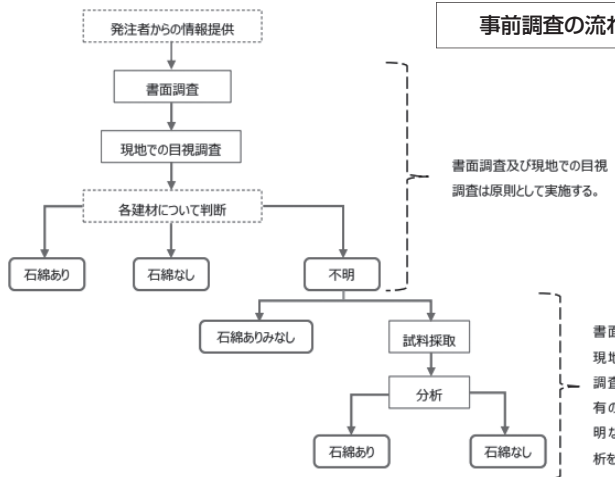 事前調査の流れ
発注者からの情報提供
書面調査
現地での目視調査
書面調査及び現地での目視
調査は原則として実施する。
各建材について判断
石綿あり
石綿なし
不明
石綿ありみなし
試料採取
分析
石綿あり
石綿なし
書面
現地
調査
有の
明な
析を